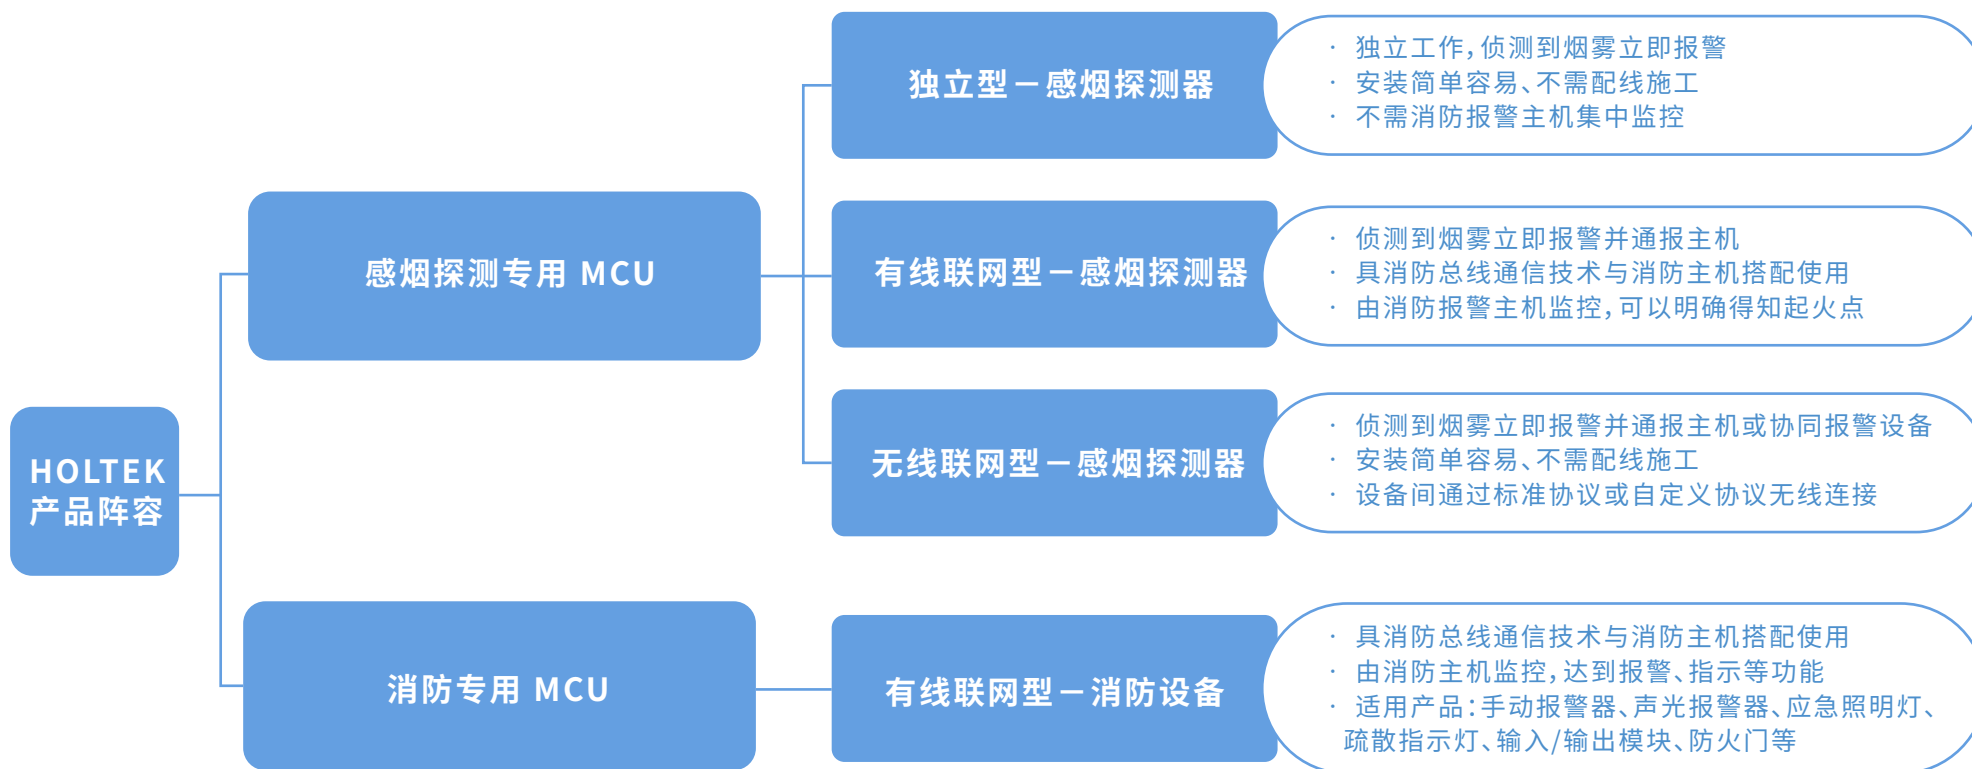 HOLTEK
产品阵容
感烟探测专用 MCU
独立型－感烟探测器
· 独立工作，侦测到烟雾立即报警
· 安装简单容易、不需配线施工
· 不需消防报警主机集中监控
有线联网型－感烟探测器
· 侦测到烟雾立即报警并通报主机
· 具消防总线通信技术与消防主机搭配使用
· 由消防报警主机监控，可以明确得知起火点
无线联网型－感烟探测器
· 侦测到烟雾立即报警并通报主机或协同报警设备
· 安装简单容易、不需配线施工
· 设备间通过标准协议或自定义协议无线连接
消防专用 MCU
有线联网型－消防设备
· 具消防总线通信技术与消防主机搭配使用
· 由消防主机监控，达到报警、指示等功能
· 适用产品：手动报警器、声光报警器、应急照明灯、
疏散指示灯、输入/输出模块、防火门等